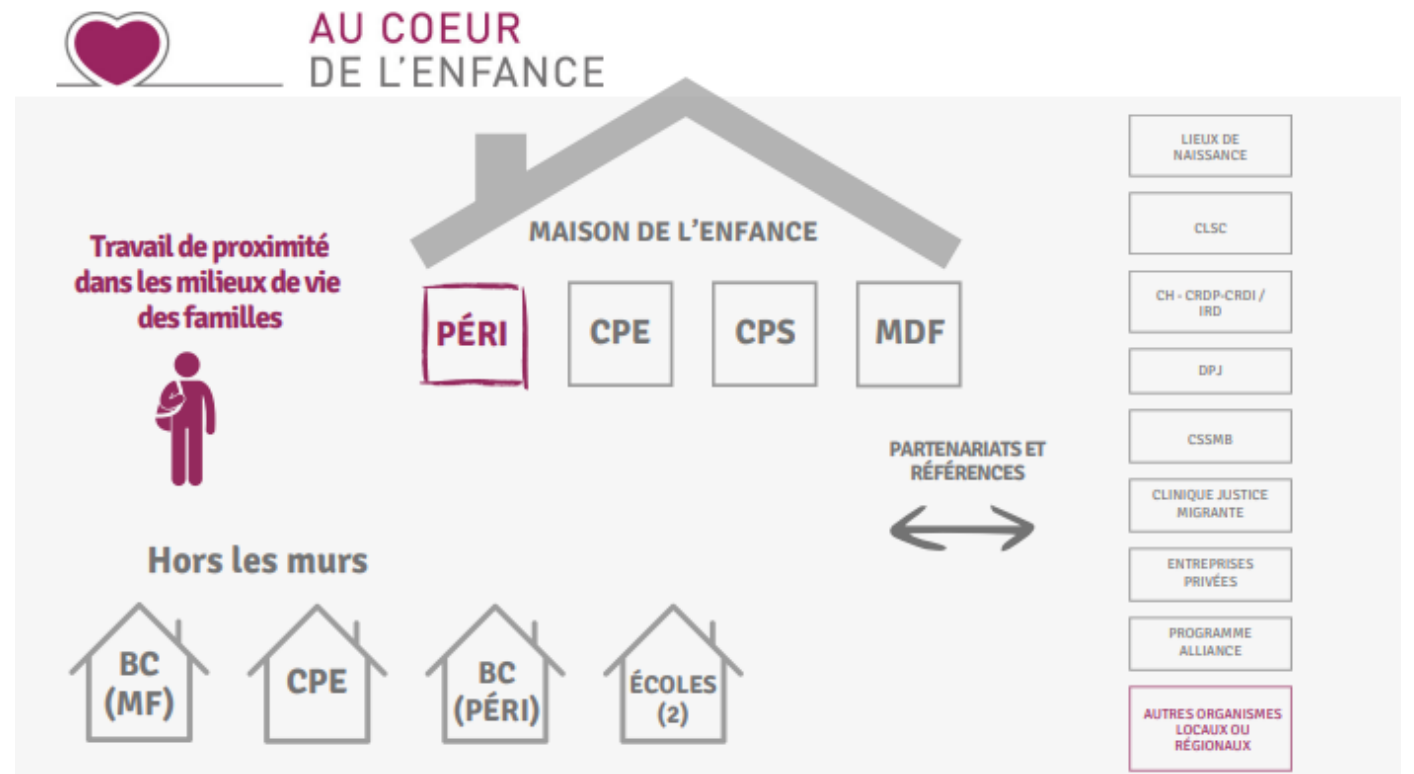 AU COEUR
DE L'ENFANCE
MAISON DE L'ENFANCE
Travail de proximité
dans les milieux de vie
des familles
PÉRI
CPE
CPS
MDF
PARTENARIATS ET
RÉFÉRENCES
Hors les murs
BC
(MF)
CPE
BC
(PÉRI)
ÉCOLES
(2)
LIEUX DE
NAISSANCE
CLSC
CH - CRDP-CRDI /
IRD
DPJ
CSSMB
CLINIQUE JUSTICE
MIGRANTE
ENTREPRISES
PRIVÉES
PROGRAMME
ALLIANCE
AUTRES ORGANISMES
LOCAUX OU
RÉGIONAUX